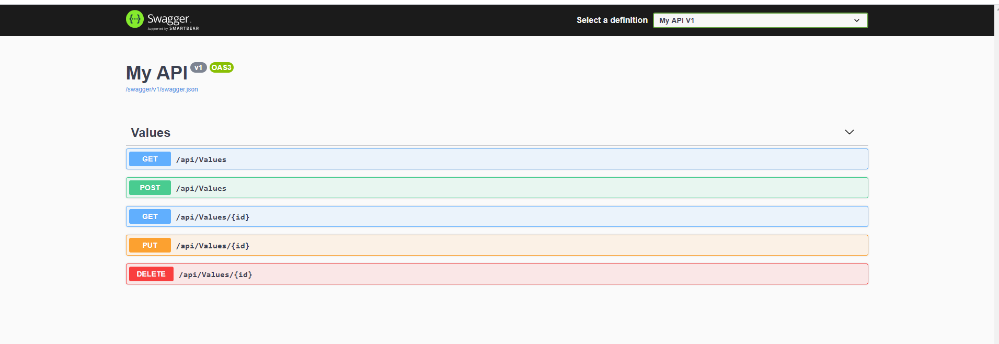 {···} Swagger.
Supported by SMARTBEAR
Select a definition
My API V1
My API v1 OAS3
/swagger/v1/swagger.json
Values
GET /api/Values
POST /api/Values
GET /api/Values/{id}
PUT /api/Values/{id}
DELETE /api/Values/{id}